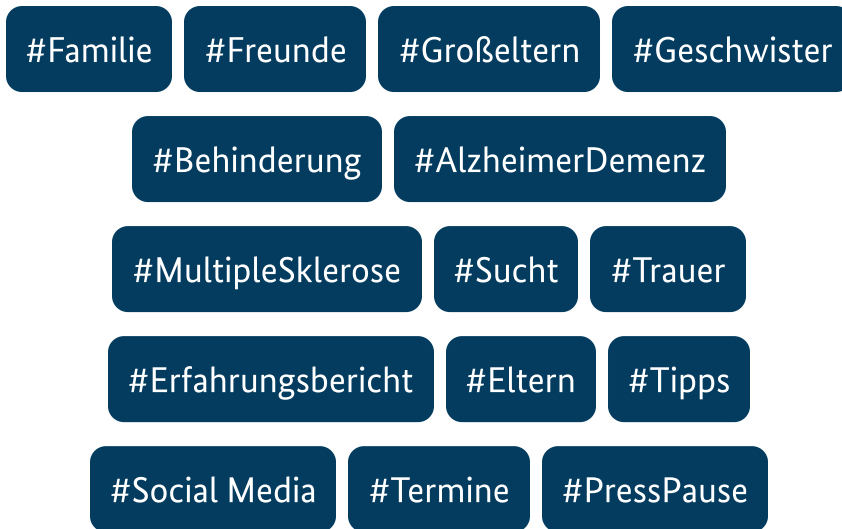 #Familie #Freunde #Großeltern #Geschwister
#Behinderung #AlzheimerDemenz
#MultipleSklerose #Sucht #Trauer
#Erfahrungsbericht #Eltern #Tipps
#Social Media #Termine #PressPause